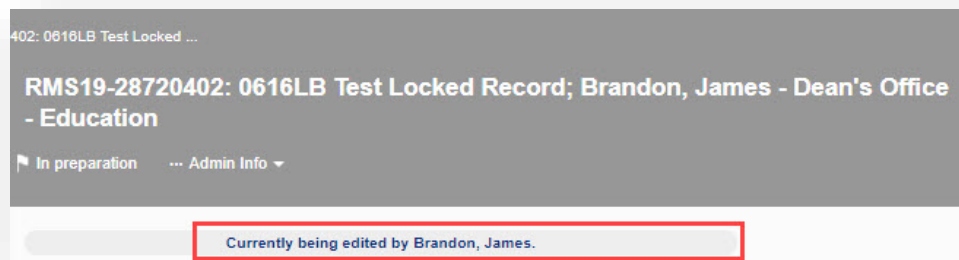 402: 0616LB Test Locked ...
RMS19-28720402: 0616LB Test Locked Record; Brandon, James - Dean's Office
- Education
In preparation ··· Admin Info
Currently being edited by Brandon, James.